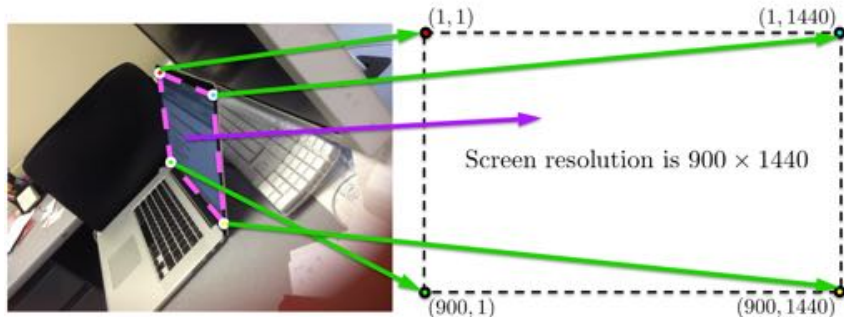 (1, 1)
(1, 1440)
Screen resolution is 900 × 1440
(900, 1)
(900, 1440)